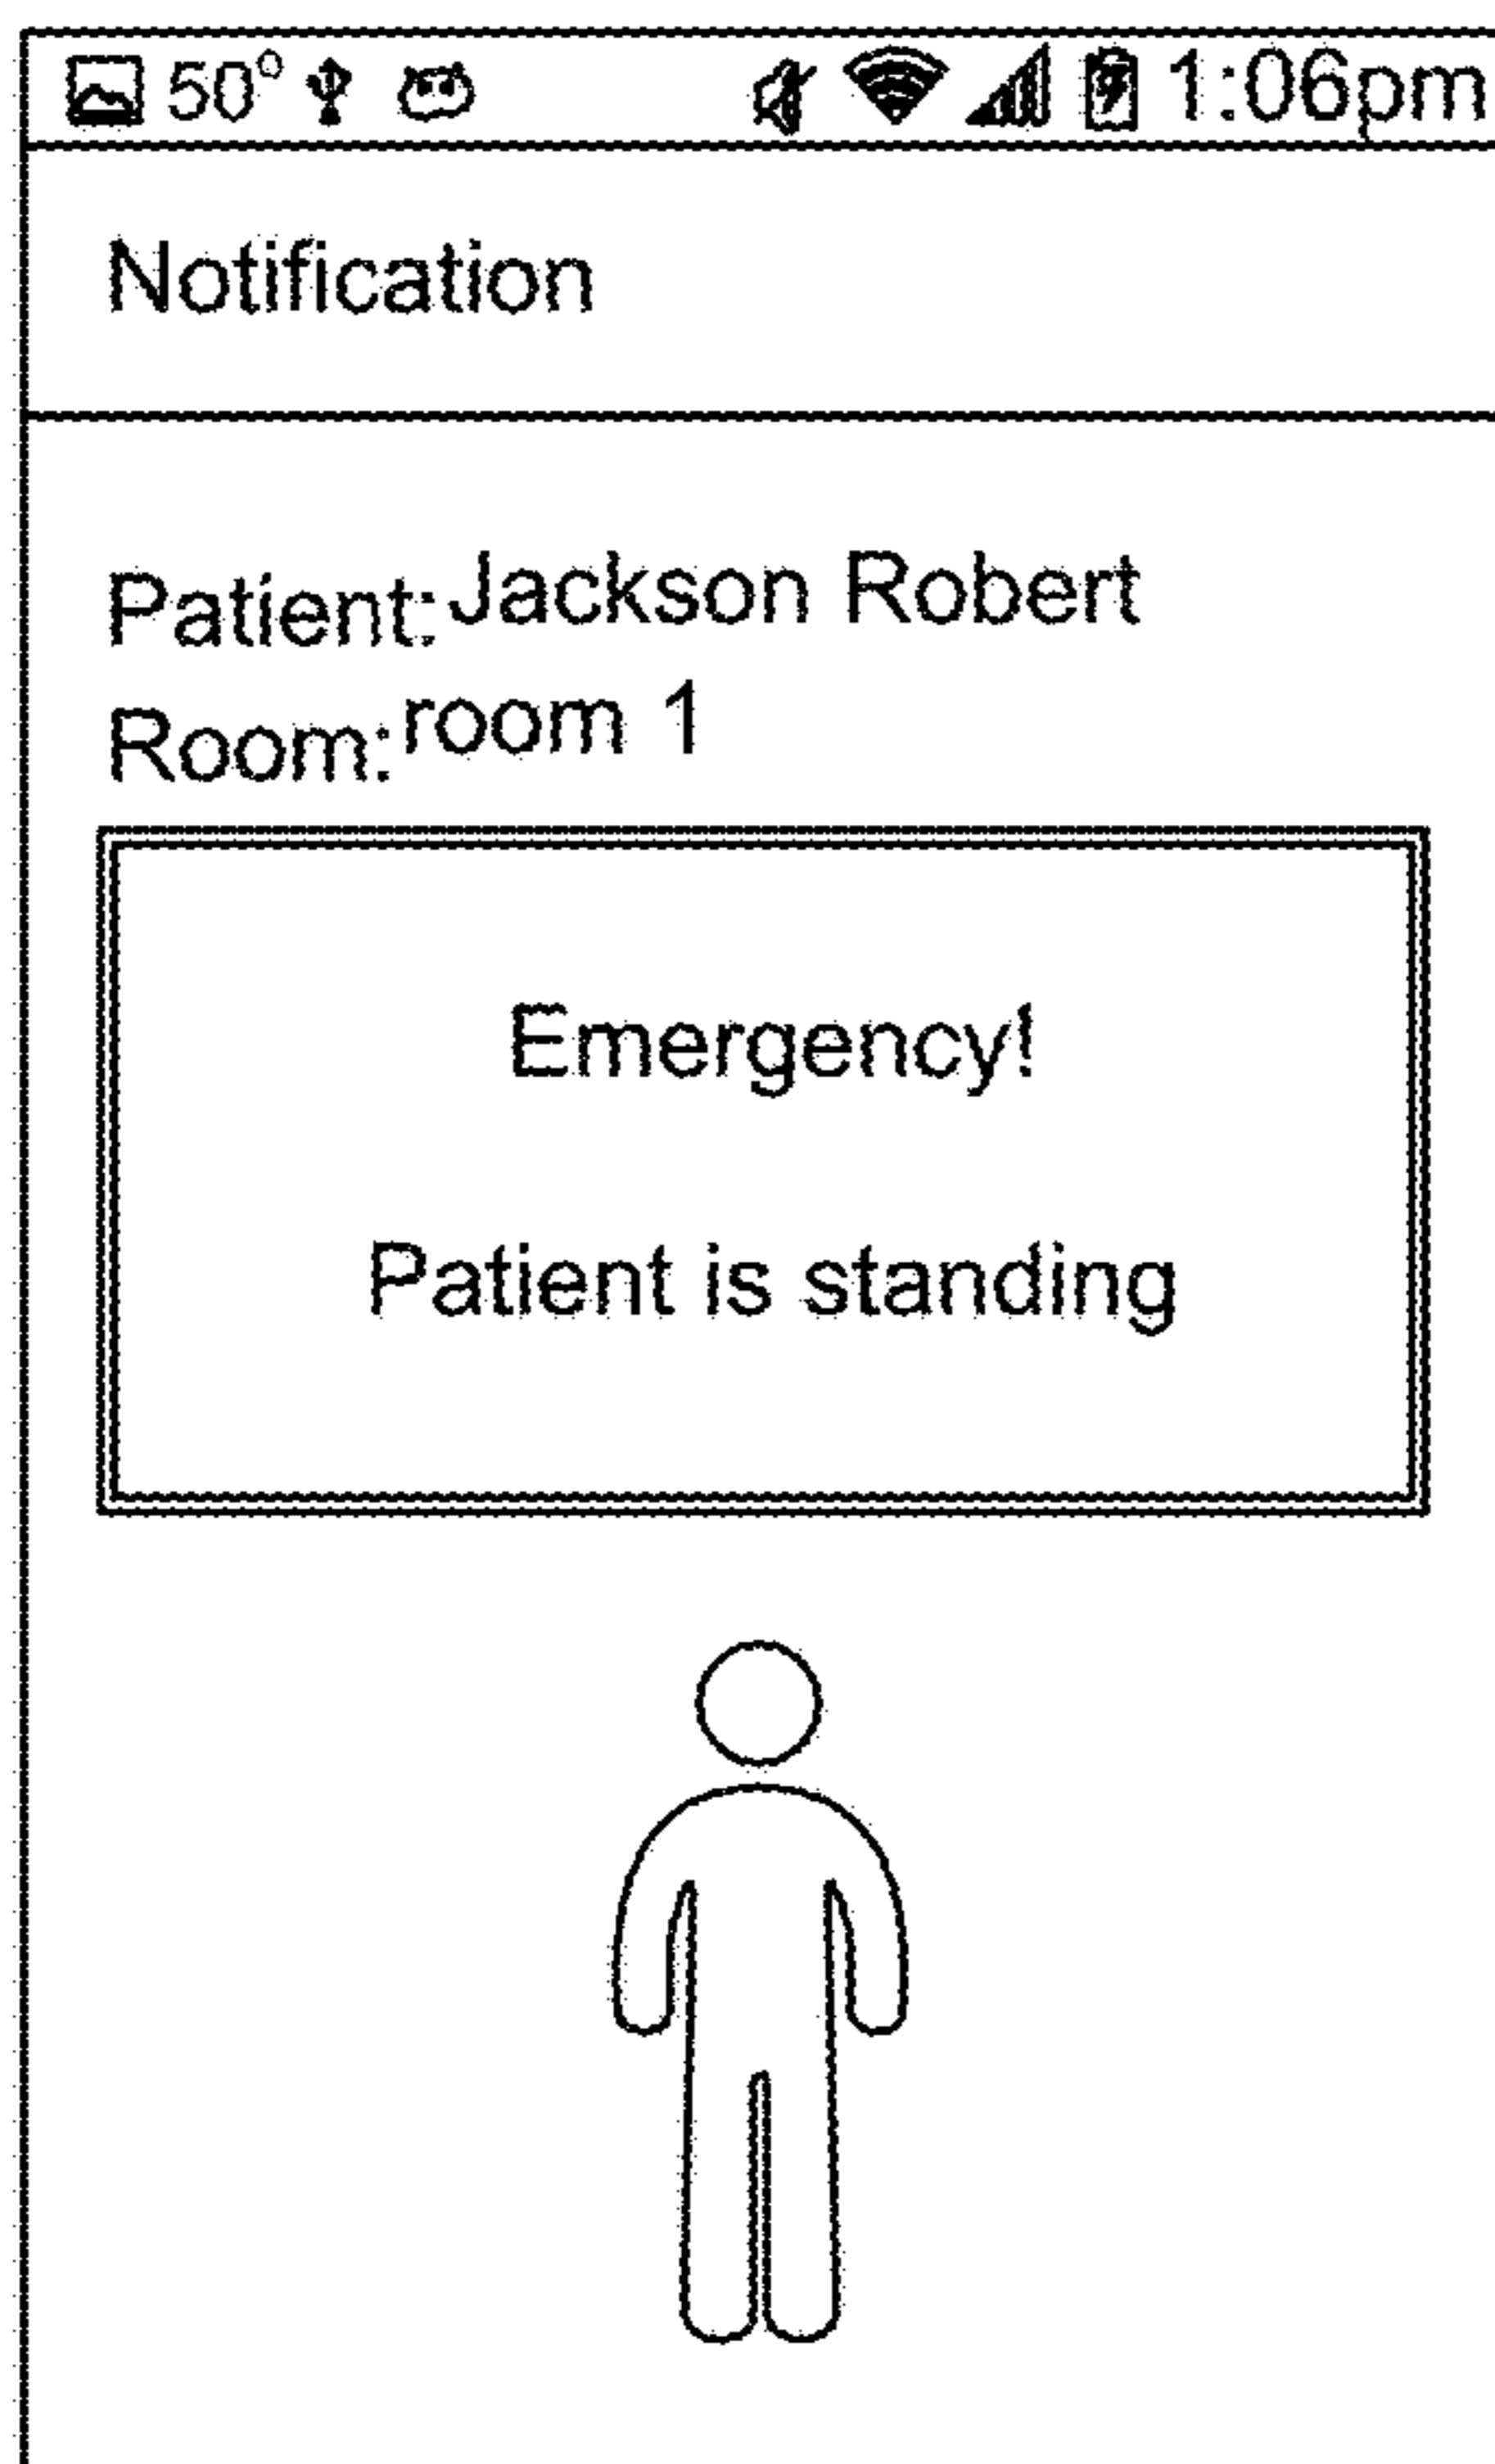 50° 1:06pm
Notification
Patient: Jackson Robert
Room: room 1
Emergency!
Patient is standing